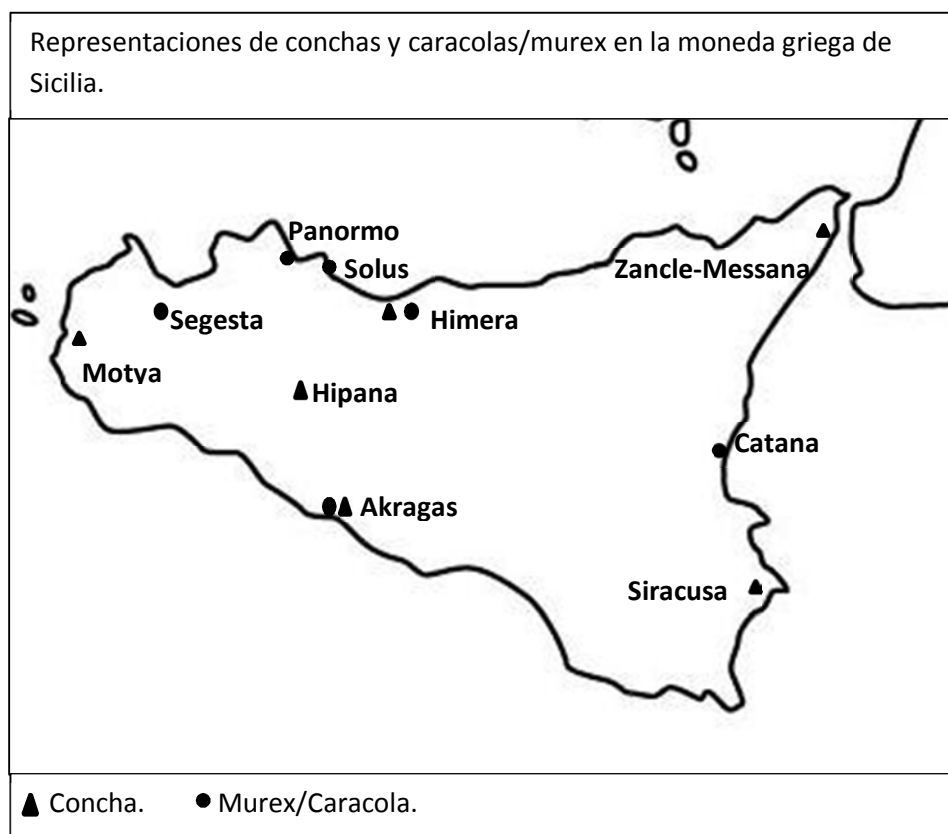 Representaciones de conchas y caracolas/murex en la moneda griega de
Sicilia.
Panormo
Solus
Zancle-Messana
Segesta
Himera
Motya
Hipana
Catana
Akragas
Siracusa
Concha.
Murex/Caracola.